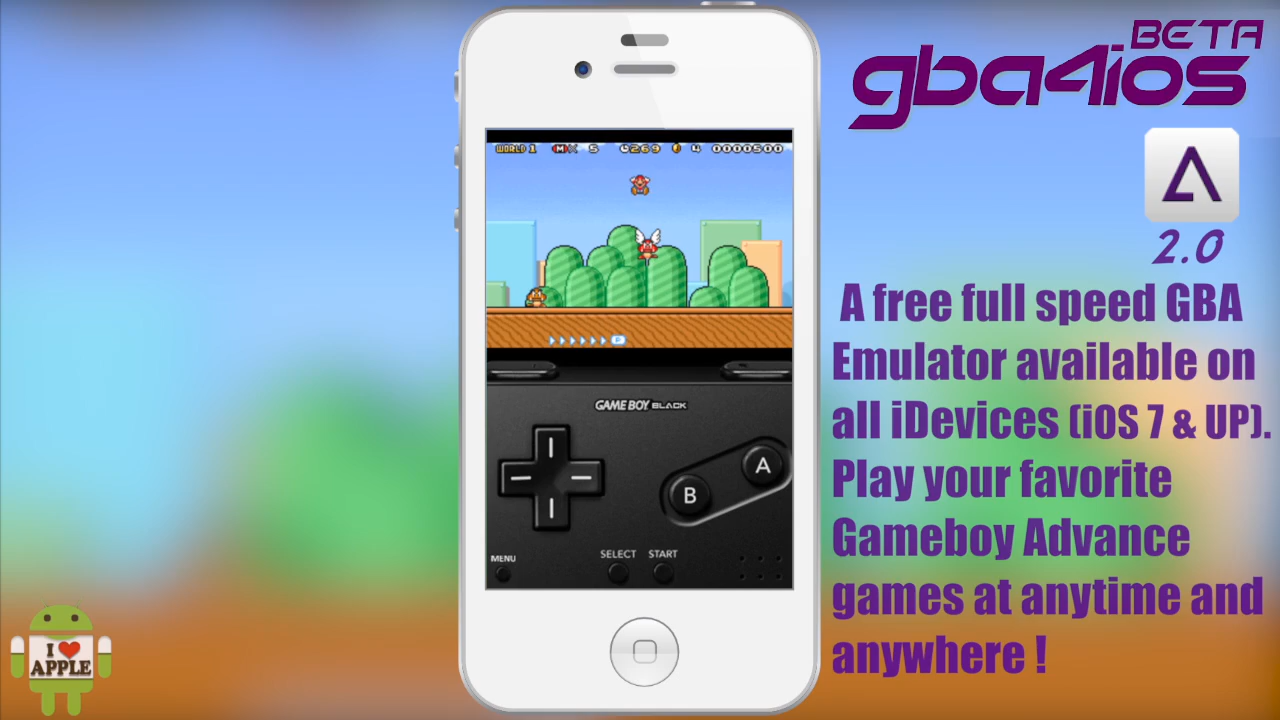 BETA
gba4ios
2.0
A free full speed GBA
Emulator available on
all iDevices (iOS 7 & UP).
Play your favorite
Gameboy Advance
games at anytime and
anywhere !
WORLD 1 M× 5 269 4 0000500
P
GAME BOY BLACK
A
B
MENU
SELECT START
I ❤
APPLE